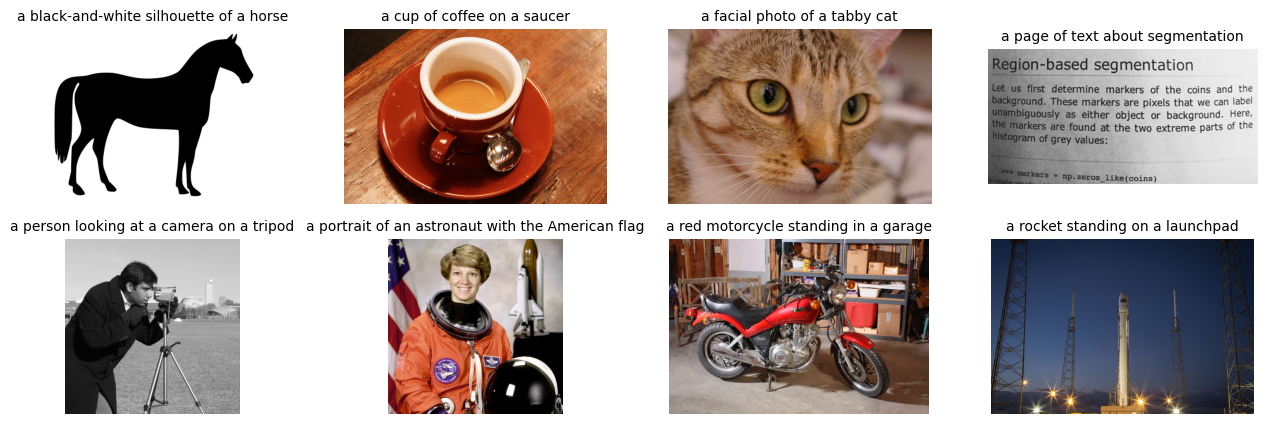 a black-and-white silhouette of a horse
a cup of coffee on a saucer
a facial photo of a tabby cat
a page of text about segmentation
Region-based segmentation
Let us first determine markers of the coins and the
background. These markers are pixels that we can label
unambiguously as either object or background. Here,
the markers are found at the two extreme parts of the
histogram of grey values:
>>> markers = np.zeros_like(coins)
a person looking at a camera on a tripod
a portrait of an astronaut with the American flag
a red motorcycle standing in a garage
a rocket standing on a launchpad